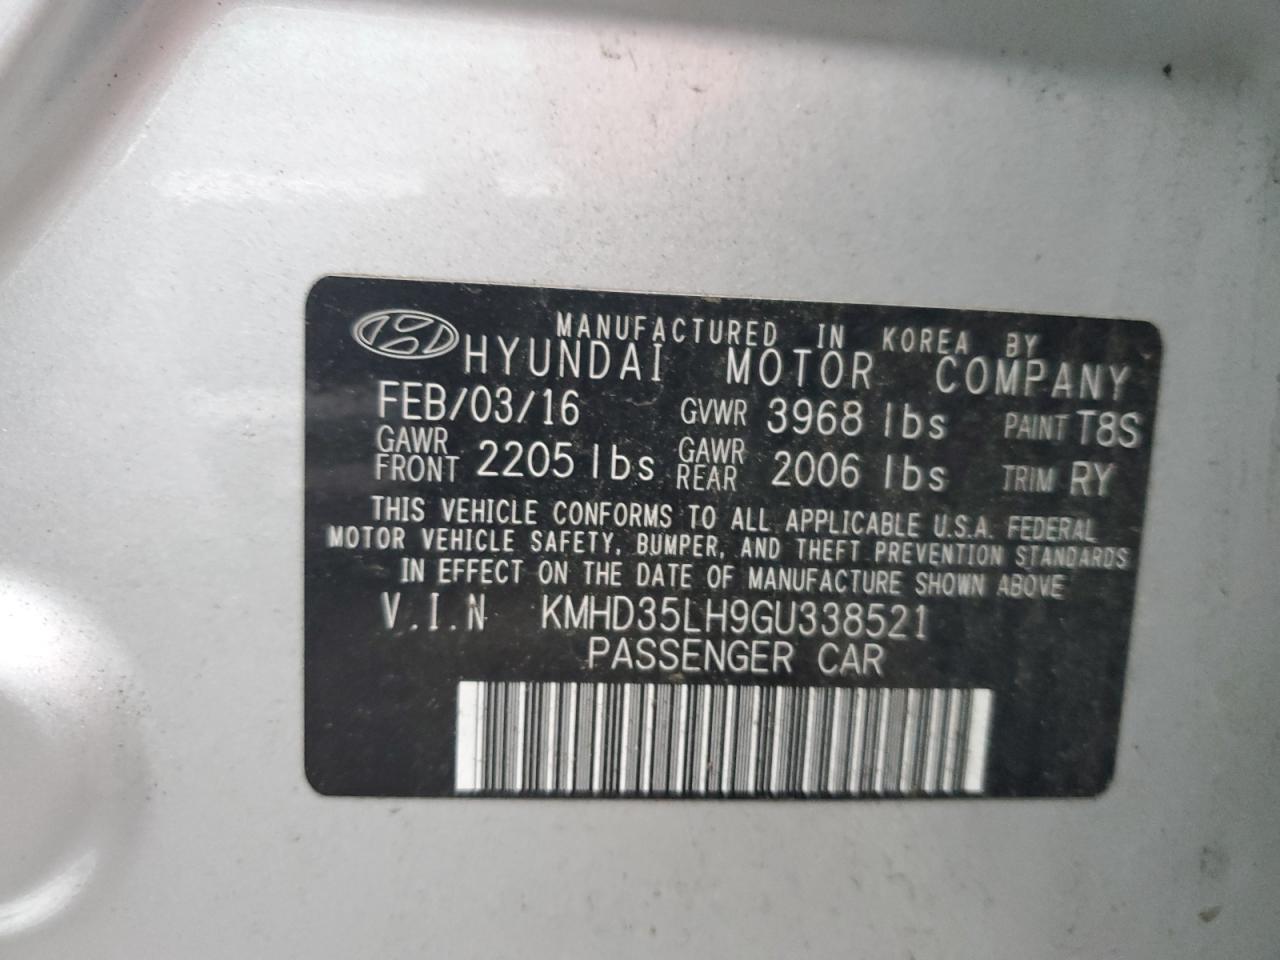 MANUFACTURED IN KOREA BY
HYUNDAI MOTOR COMPANY
FEB/03/16 GVWR 3968 lbs PAINT T8S
GAWR FRONT 2205 lbs GAWR REAR 2006 lbs TRIM RY
THIS VEHICLE CONFORMS TO ALL APPLICABLE U.S.A. FEDERAL
MOTOR VEHICLE SAFETY, BUMPER, AND THEFT PREVENTION STANDARDS
IN EFFECT ON THE DATE OF MANUFACTURE SHOWN ABOVE
V.I.N KMHD35LH9GU338521
PASSENGER CAR